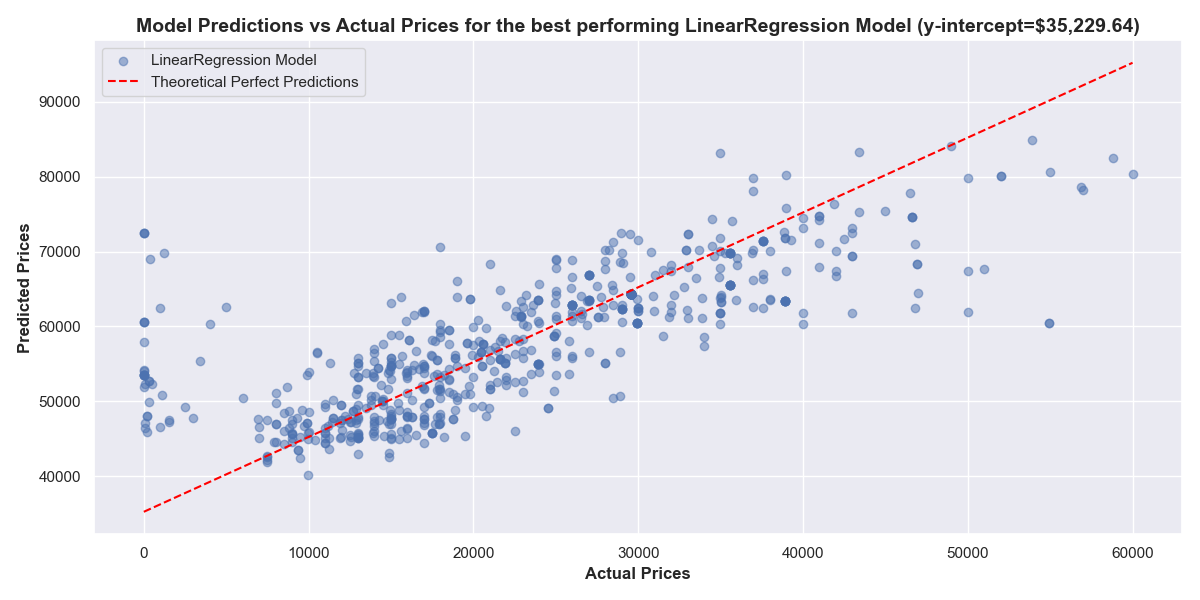 Model Predictions vs Actual Prices for the best performing LinearRegression Model (y-intercept=$35,229.64)
LinearRegression Model
Theoretical Perfect Predictions
Predicted Prices
90000
80000
70000
60000
50000
40000
0 10000 20000 30000 40000 50000 60000
Actual Prices